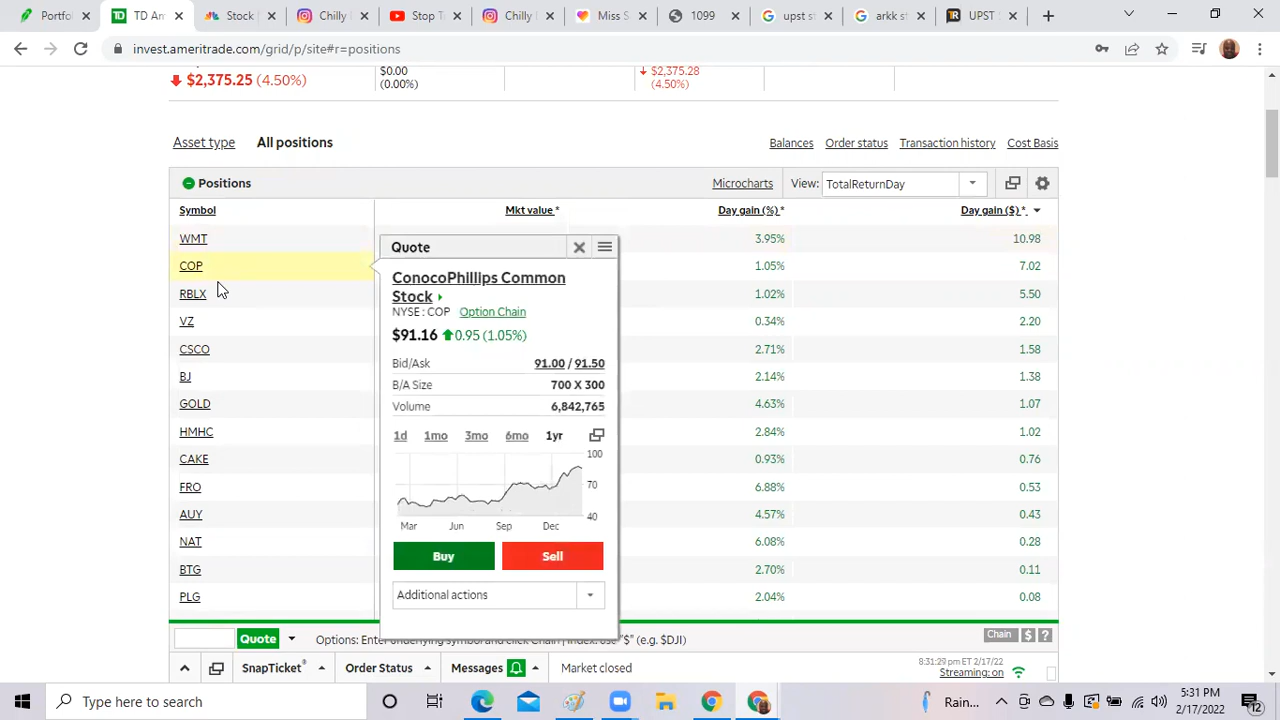 Portfo
TD An
Stock
Chilly
Stop T
Chilly
Miss S
1099
upst s
arkk st
UPST
invest.ameritrade.com/grid/p/site#r=positions
$2,375.25 (4.50%)
$0.00
(0.00%)
$2,375.28
(4.50%)
Asset type All positions Balances Order status Transaction history Cost Basis
Positions Microcharts View: TotalReturnDay
Symbol Mkt value * Day gain (%) * Day gain ($) *
WMT 3.95% 10.98
COP 1.05% 7.02
RBLX 1.02% 5.50
VZ 0.34% 2.20
CSCO 2.71% 1.58
BJ 2.14% 1.38
GOLD 4.63% 1.07
HMHC 2.84% 1.02
CAKE 0.93% 0.76
FRO 6.88% 0.53
AUY 4.57% 0.43
NAT 6.08% 0.28
BTG 2.70% 0.11
PLG 2.04% 0.08
Quote
ConocoPhillips Common
Stock
NYSE : COP Option Chain
$91.16 0.95 (1.05%)
Bid/Ask 91.00 / 91.50
B/A Size 700 X 300
Volume 6,842,765
1d 1mo 3mo 6mo 1yr
100
70
40
Mar Jun Sep Dec
Buy Sell
Additional actions
Quote Options: Enter underlying symbol and click Chain | Index: use "$" (e.g. $DJI) Chain $ ?
SnapTicket® Order Status Messages Market closed
8:31:29 pm ET 2/17/22
Streaming: on
Type here to search
Rain...
5:31 PM
2/17/2022
12